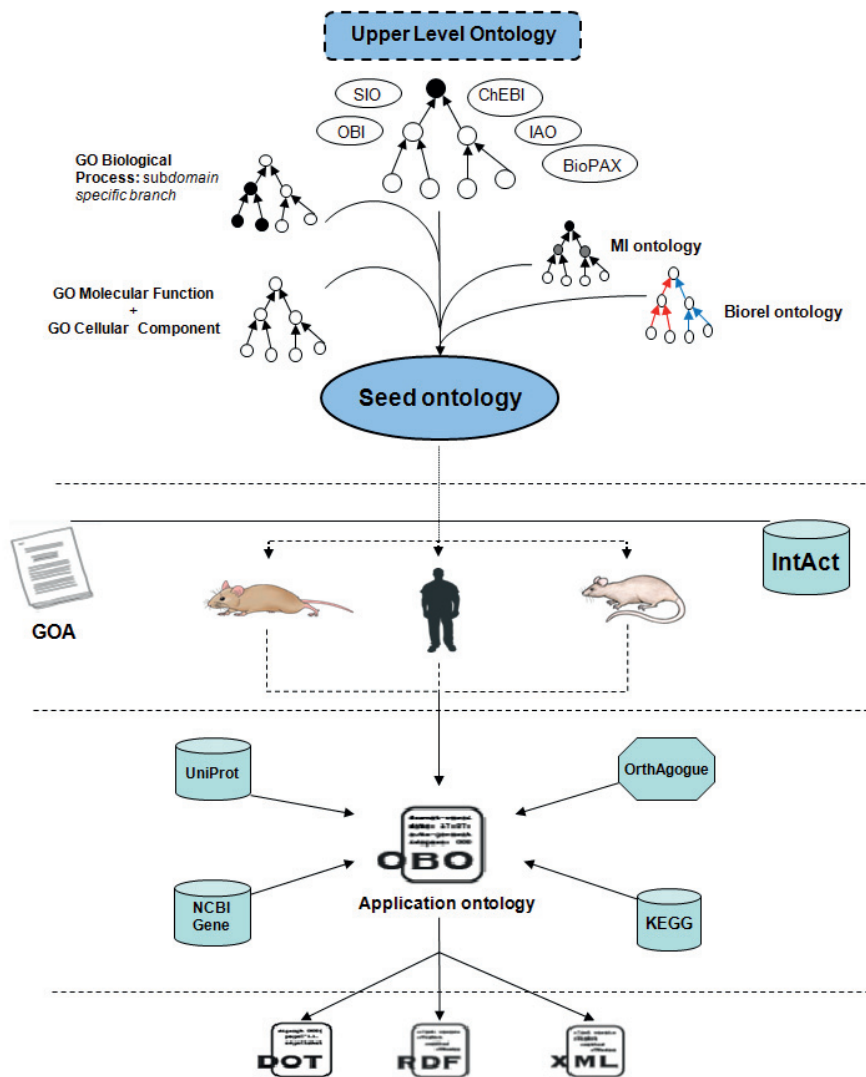 Upper Level Ontology
SIO
ChEBI
OBI
IAO
BioPAX
GO Biological
Process: subdomain
specific branch
MI ontology
GO Molecular Function
+
GO Cellular Component
Biorel ontology
Seed ontology
IntAct
GOA
UniProt
OrthAgogue
OBO
NCBI
Gene
Application ontology
KEGG
DOT
RDF
XML